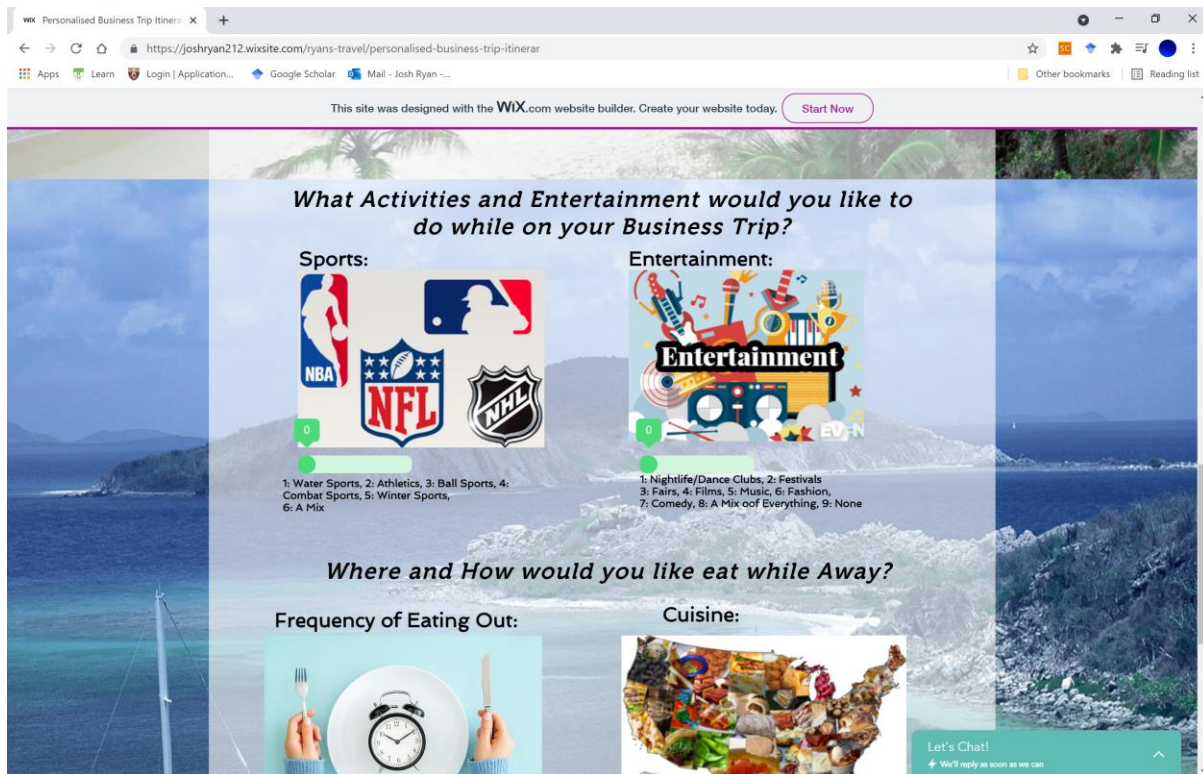 WiX Personalised Business Trip Itinera
https://joshryan212.wixsite.com/ryans-travel/personalised-business-trip-itinerar
SC
Apps Learn Login | Application... Google Scholar Mail - Josh Ryan -... Other bookmarks Reading list
This site was designed with the WiX.com website builder. Create your website today. Start Now
What Activities and Entertainment would you like to
do while on your Business Trip?
Sports: Entertainment:
NBA
NFL
NHL
Entertainment
EVEN
0 0
1: Water Sports, 2: Athletics, 3: Ball Sports, 4:
Combat Sports, 5: Winter Sports,
6: A Mix
1: Nightlife/Dance Clubs, 2: Festivals
3: Fairs, 4: Films, 5: Music, 6: Fashion,
7: Comedy, 8: A Mix oof Everything, 9: None
Where and How would you like eat while Away?
Frequency of Eating Out: Cuisine:
Let's Chat!
We'll reply as soon as we can